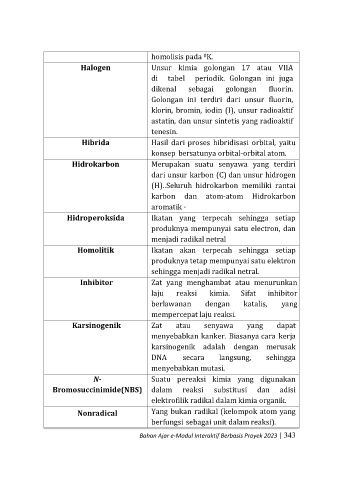 homolisis pada ⁰K.
Halogen
Unsur kimia golongan 17 atau VIIA
di tabel periodik. Golongan ini juga
dikenal sebagai golongan fluorin.
Golongan ini terdiri dari unsur fluorin,
klorin, bromin, iodin (I), unsur radioaktif
astatin, dan unsur sintetis yang radioaktif
tenesin.
Hibrida
Hasil dari proses hibridisasi orbital, yaitu
konsep bersatunya orbital-orbital atom.
Hidrokarbon
Merupakan suatu senyawa yang terdiri
dari unsur karbon (C) dan unsur hidrogen
(H)..Seluruh hidrokarbon memiliki rantai
karbon dan atom-atom Hidrokarbon
aromatik -
Hidroperoksida
Ikatan yang terpecah sehingga setiap
produknya mempunyai satu electron, dan
menjadi radikal netral
Homolitik
Ikatan akan terpecah sehingga setiap
produknya tetap mempunyai satu elektron
sehingga menjadi radikal netral.
Inhibitor
Zat yang menghambat atau menurunkan
laju reaksi kimia. Sifat inhibitor
berlawanan dengan katalis, yang
mempercepat laju reaksi.
Karsinogenik
Zat atau senyawa yang dapat
menyebabkan kanker. Biasanya cara kerja
karsinogenik adalah dengan merusak
DNA secara langsung, sehingga
menyebabkan mutasi.
N-
Bromosuccinimide(NBS)
Suatu pereaksi kimia yang digunakan
dalam reaksi substitusi dan adisi
elektrofilik radikal dalam kimia organik.
Nonradical
Yang bukan radikal (kelompok atom yang
berfungsi sebagai unit dalam reaksi).
Bahan Ajar e-Modul Interaktif Berbasis Proyek 2023 | 343